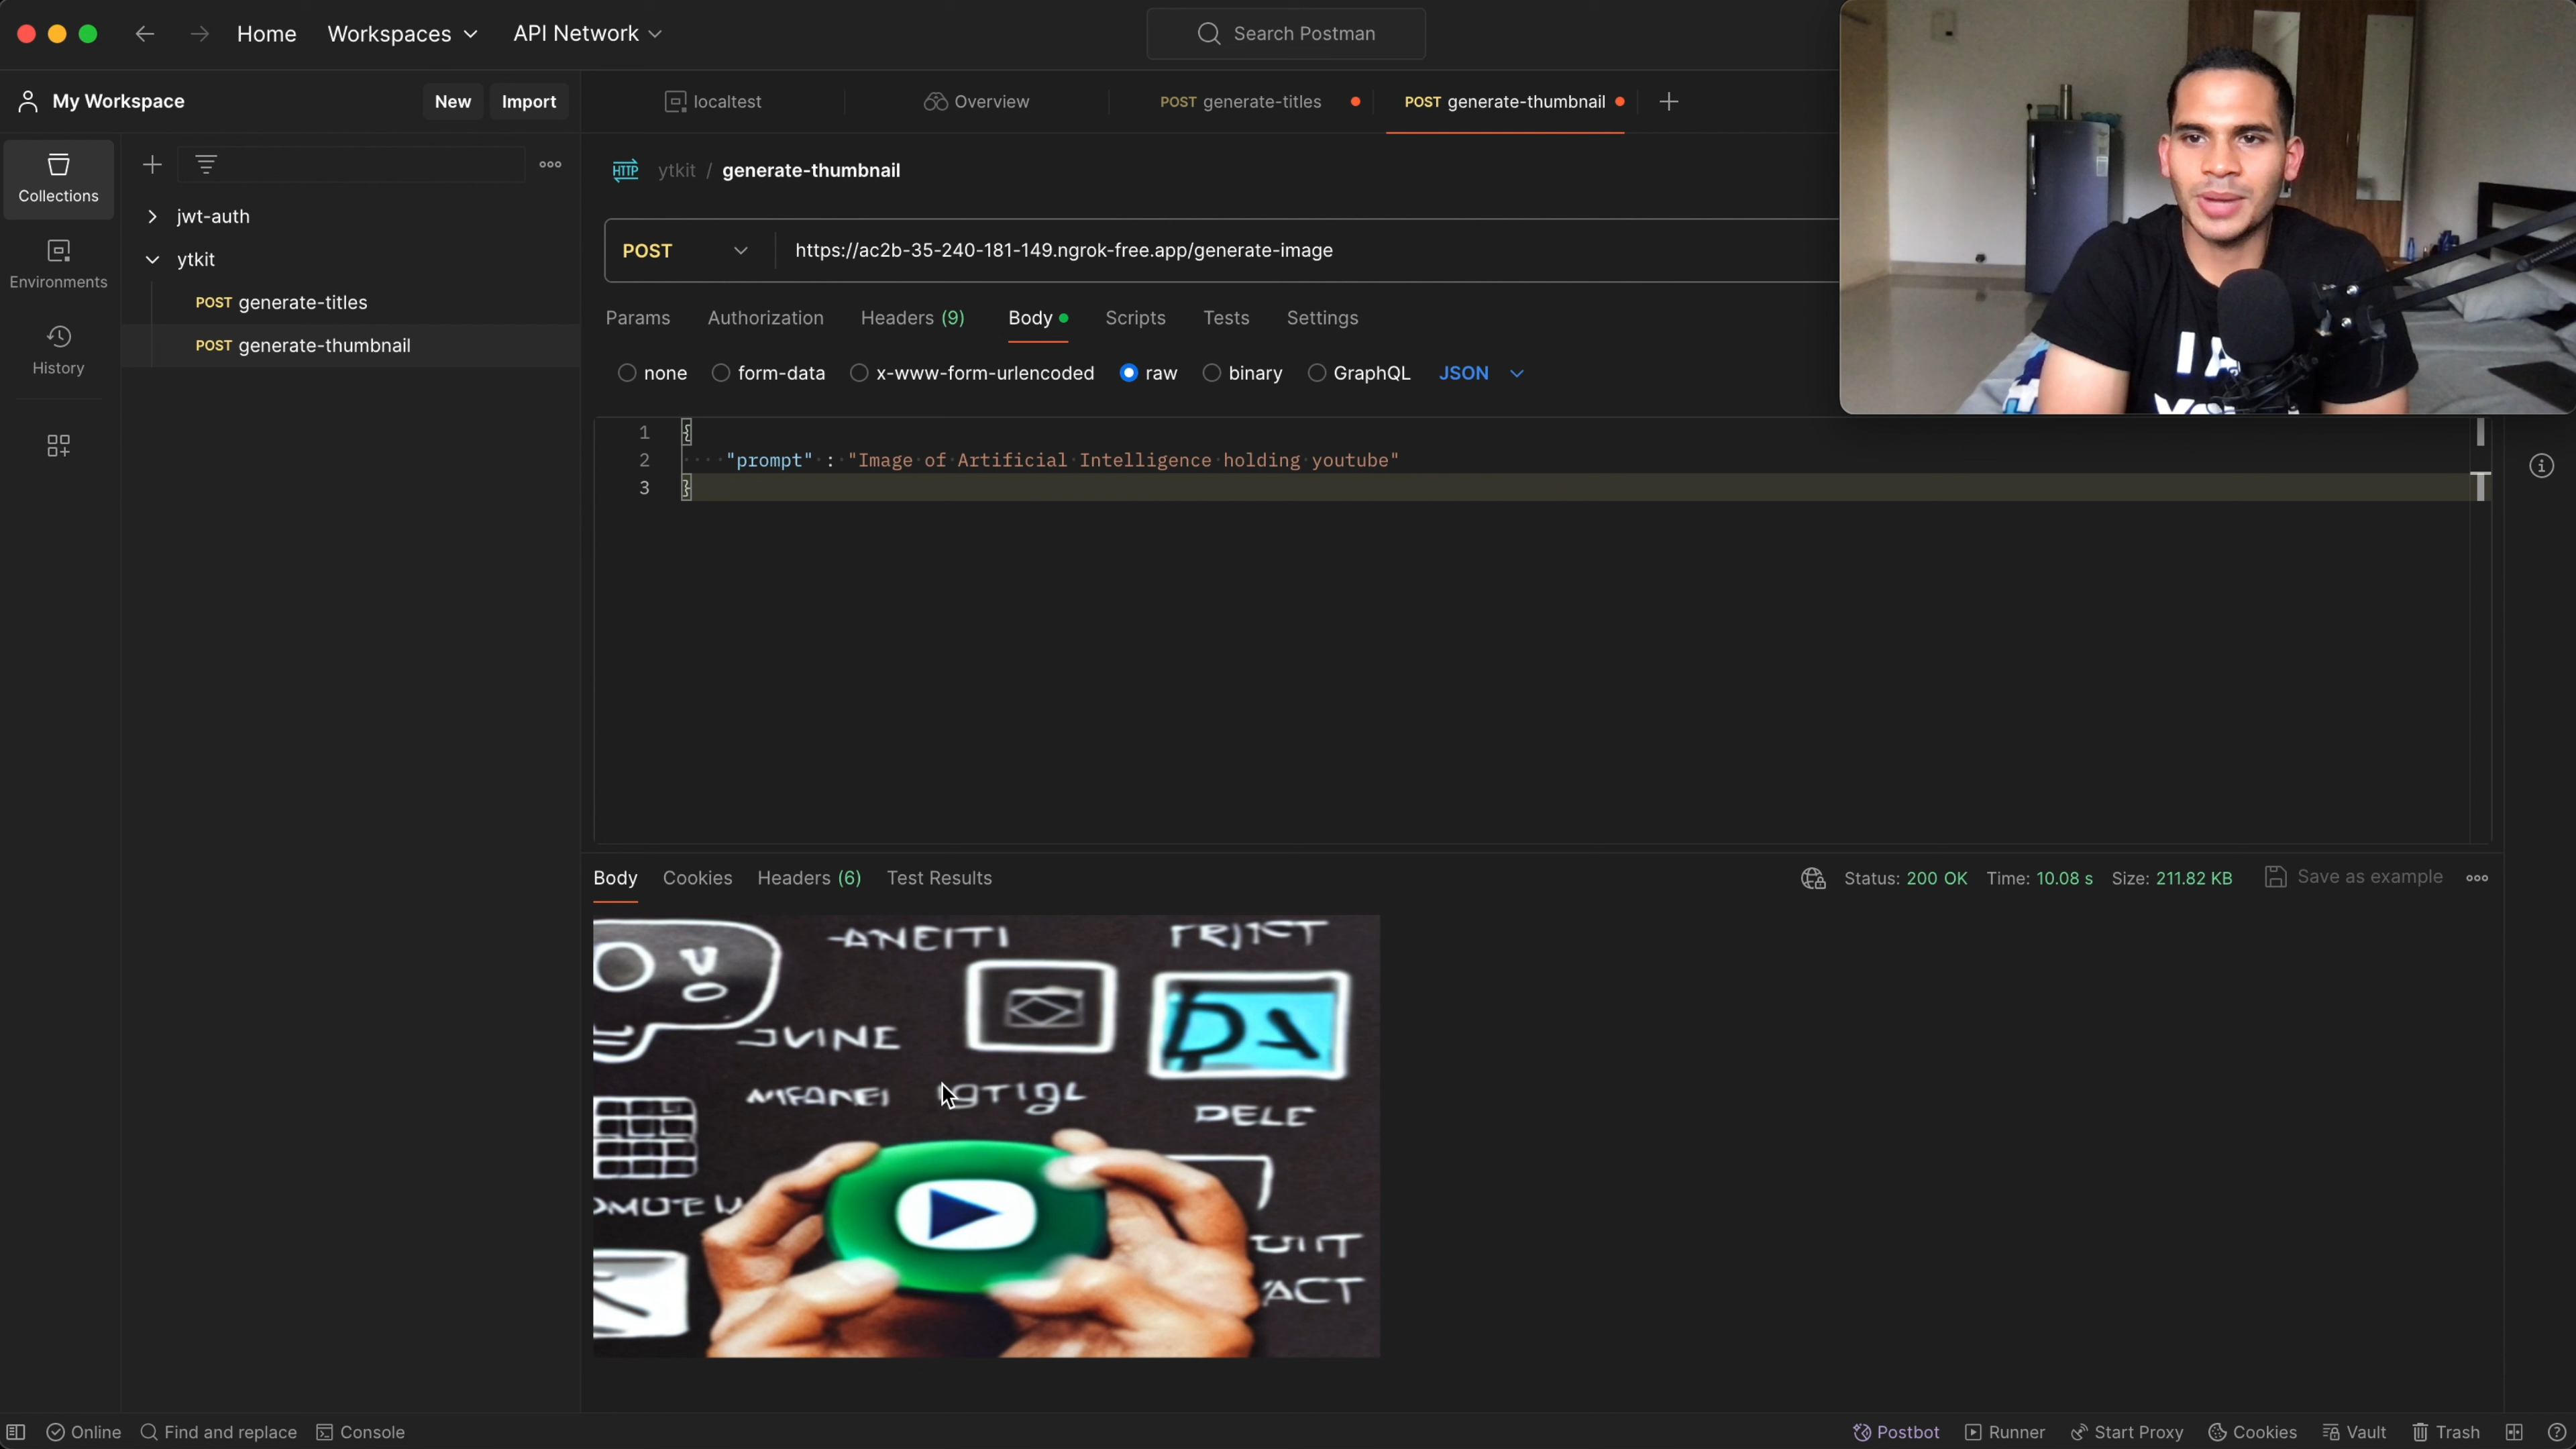 Home Workspaces API Network Search Postman
My Workspace New Import
localtest Overview POST generate-titles POST generate-thumbnail
Collections
Environments
History
jwt-auth
ytkit
POST generate-titles
POST generate-thumbnail
HTTP ytkit / generate-thumbnail
POST https://ac2b-35-240-181-149.ngrok-free.app/generate-image
Params Authorization Headers (9) Body Scripts Tests Settings
none form-data x-www-form-urlencoded raw binary GraphQL JSON
1 {
2 "prompt" : "Image of Artificial Intelligence holding youtube"
3 }
Body Cookies Headers (6) Test Results Status: 200 OK Time: 10.08 s Size: 211.82 KB Save as example
JVINE
DELE
ACT
Online Find and replace Console Postbot Runner Start Proxy Cookies Vault Trash